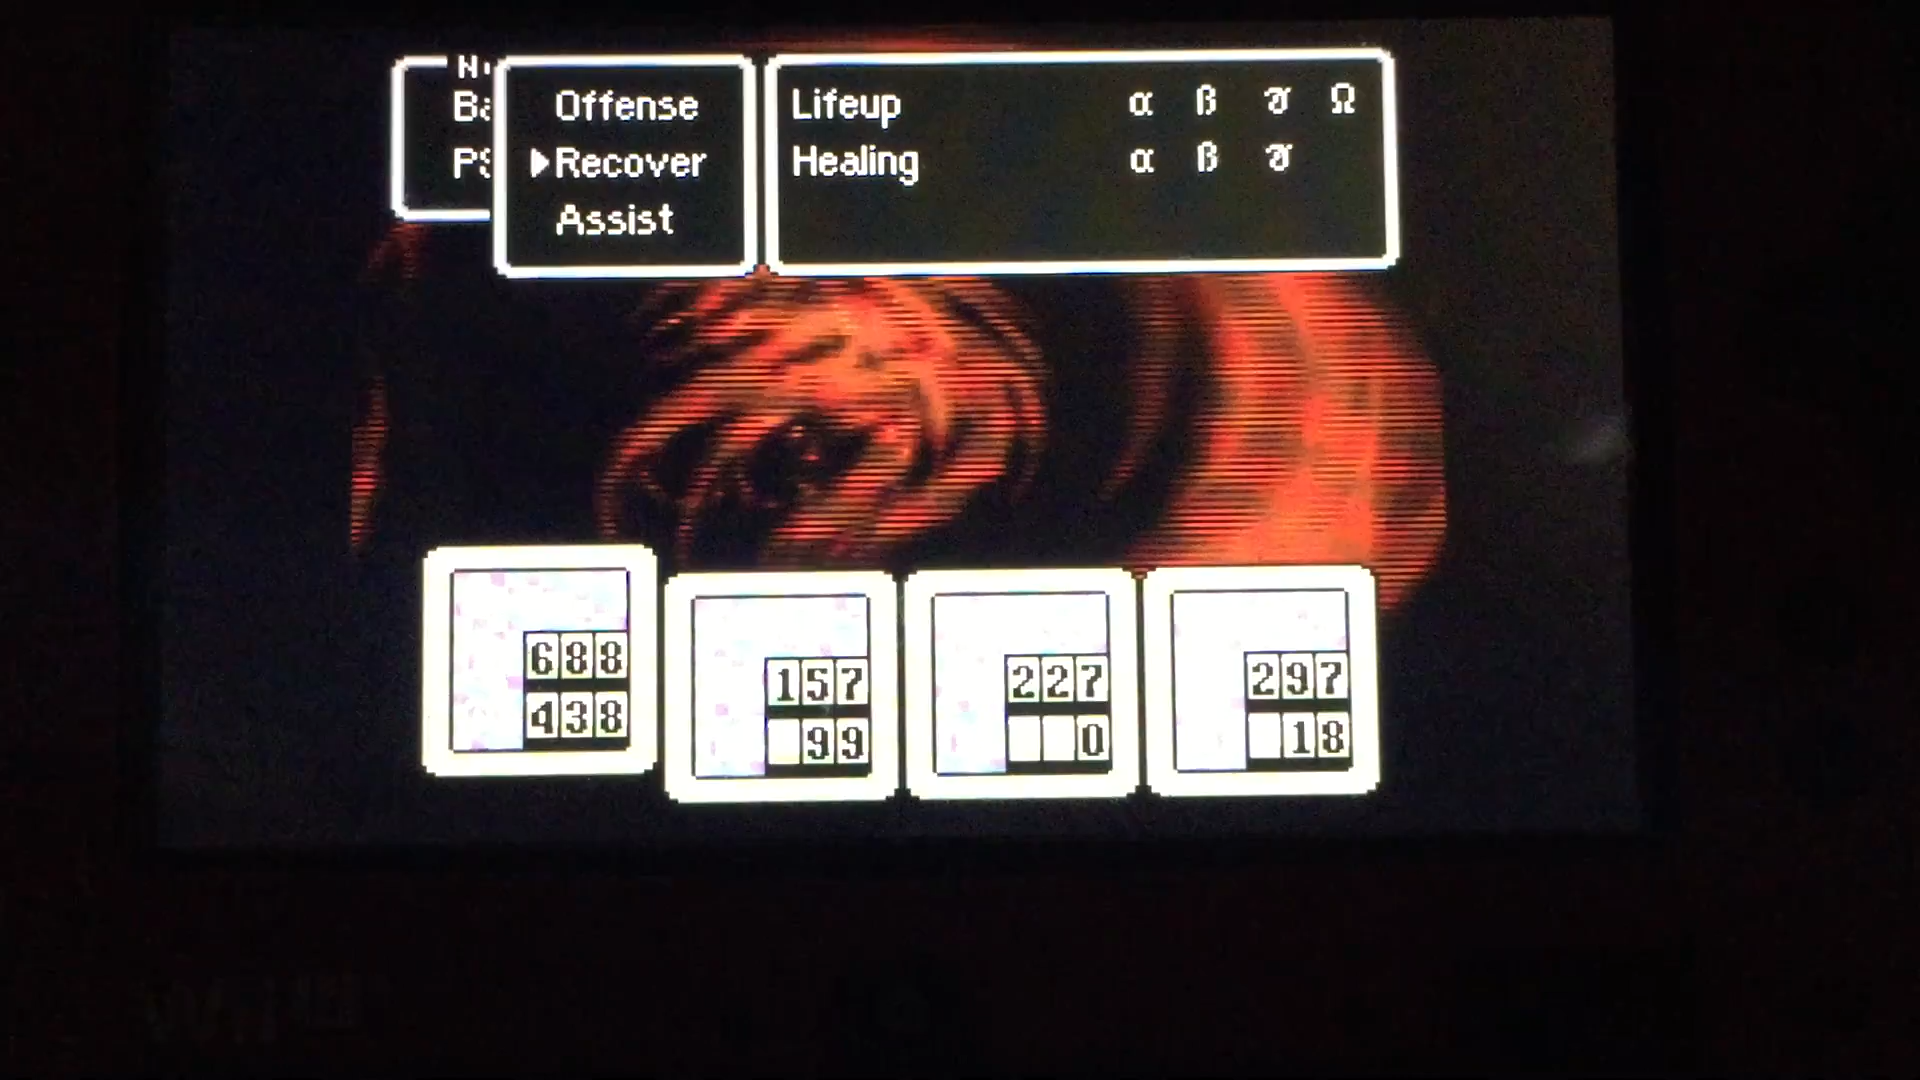 Offense
▶Recover
Assist
Lifeup α β γ Ω
Healing α β γ
688
438
157
99
227
0
297
18